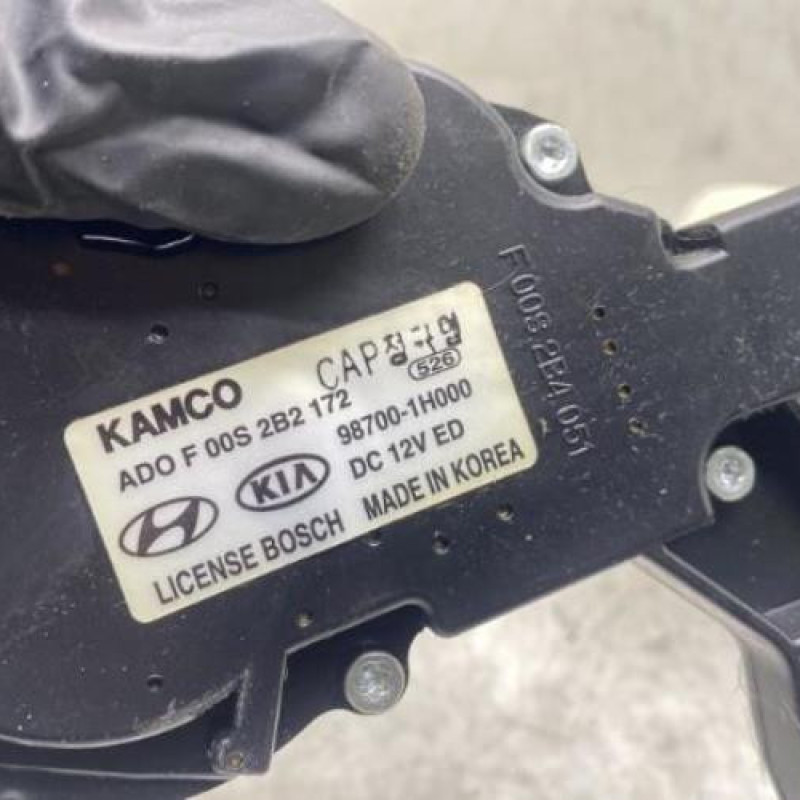 KAMCO
CAP
526
ADO F 00S 2B2 172
98700-1H000
KIA
DC 12V ED
LICENSE BOSCH MADE IN KOREA
F 00S 2B4 051